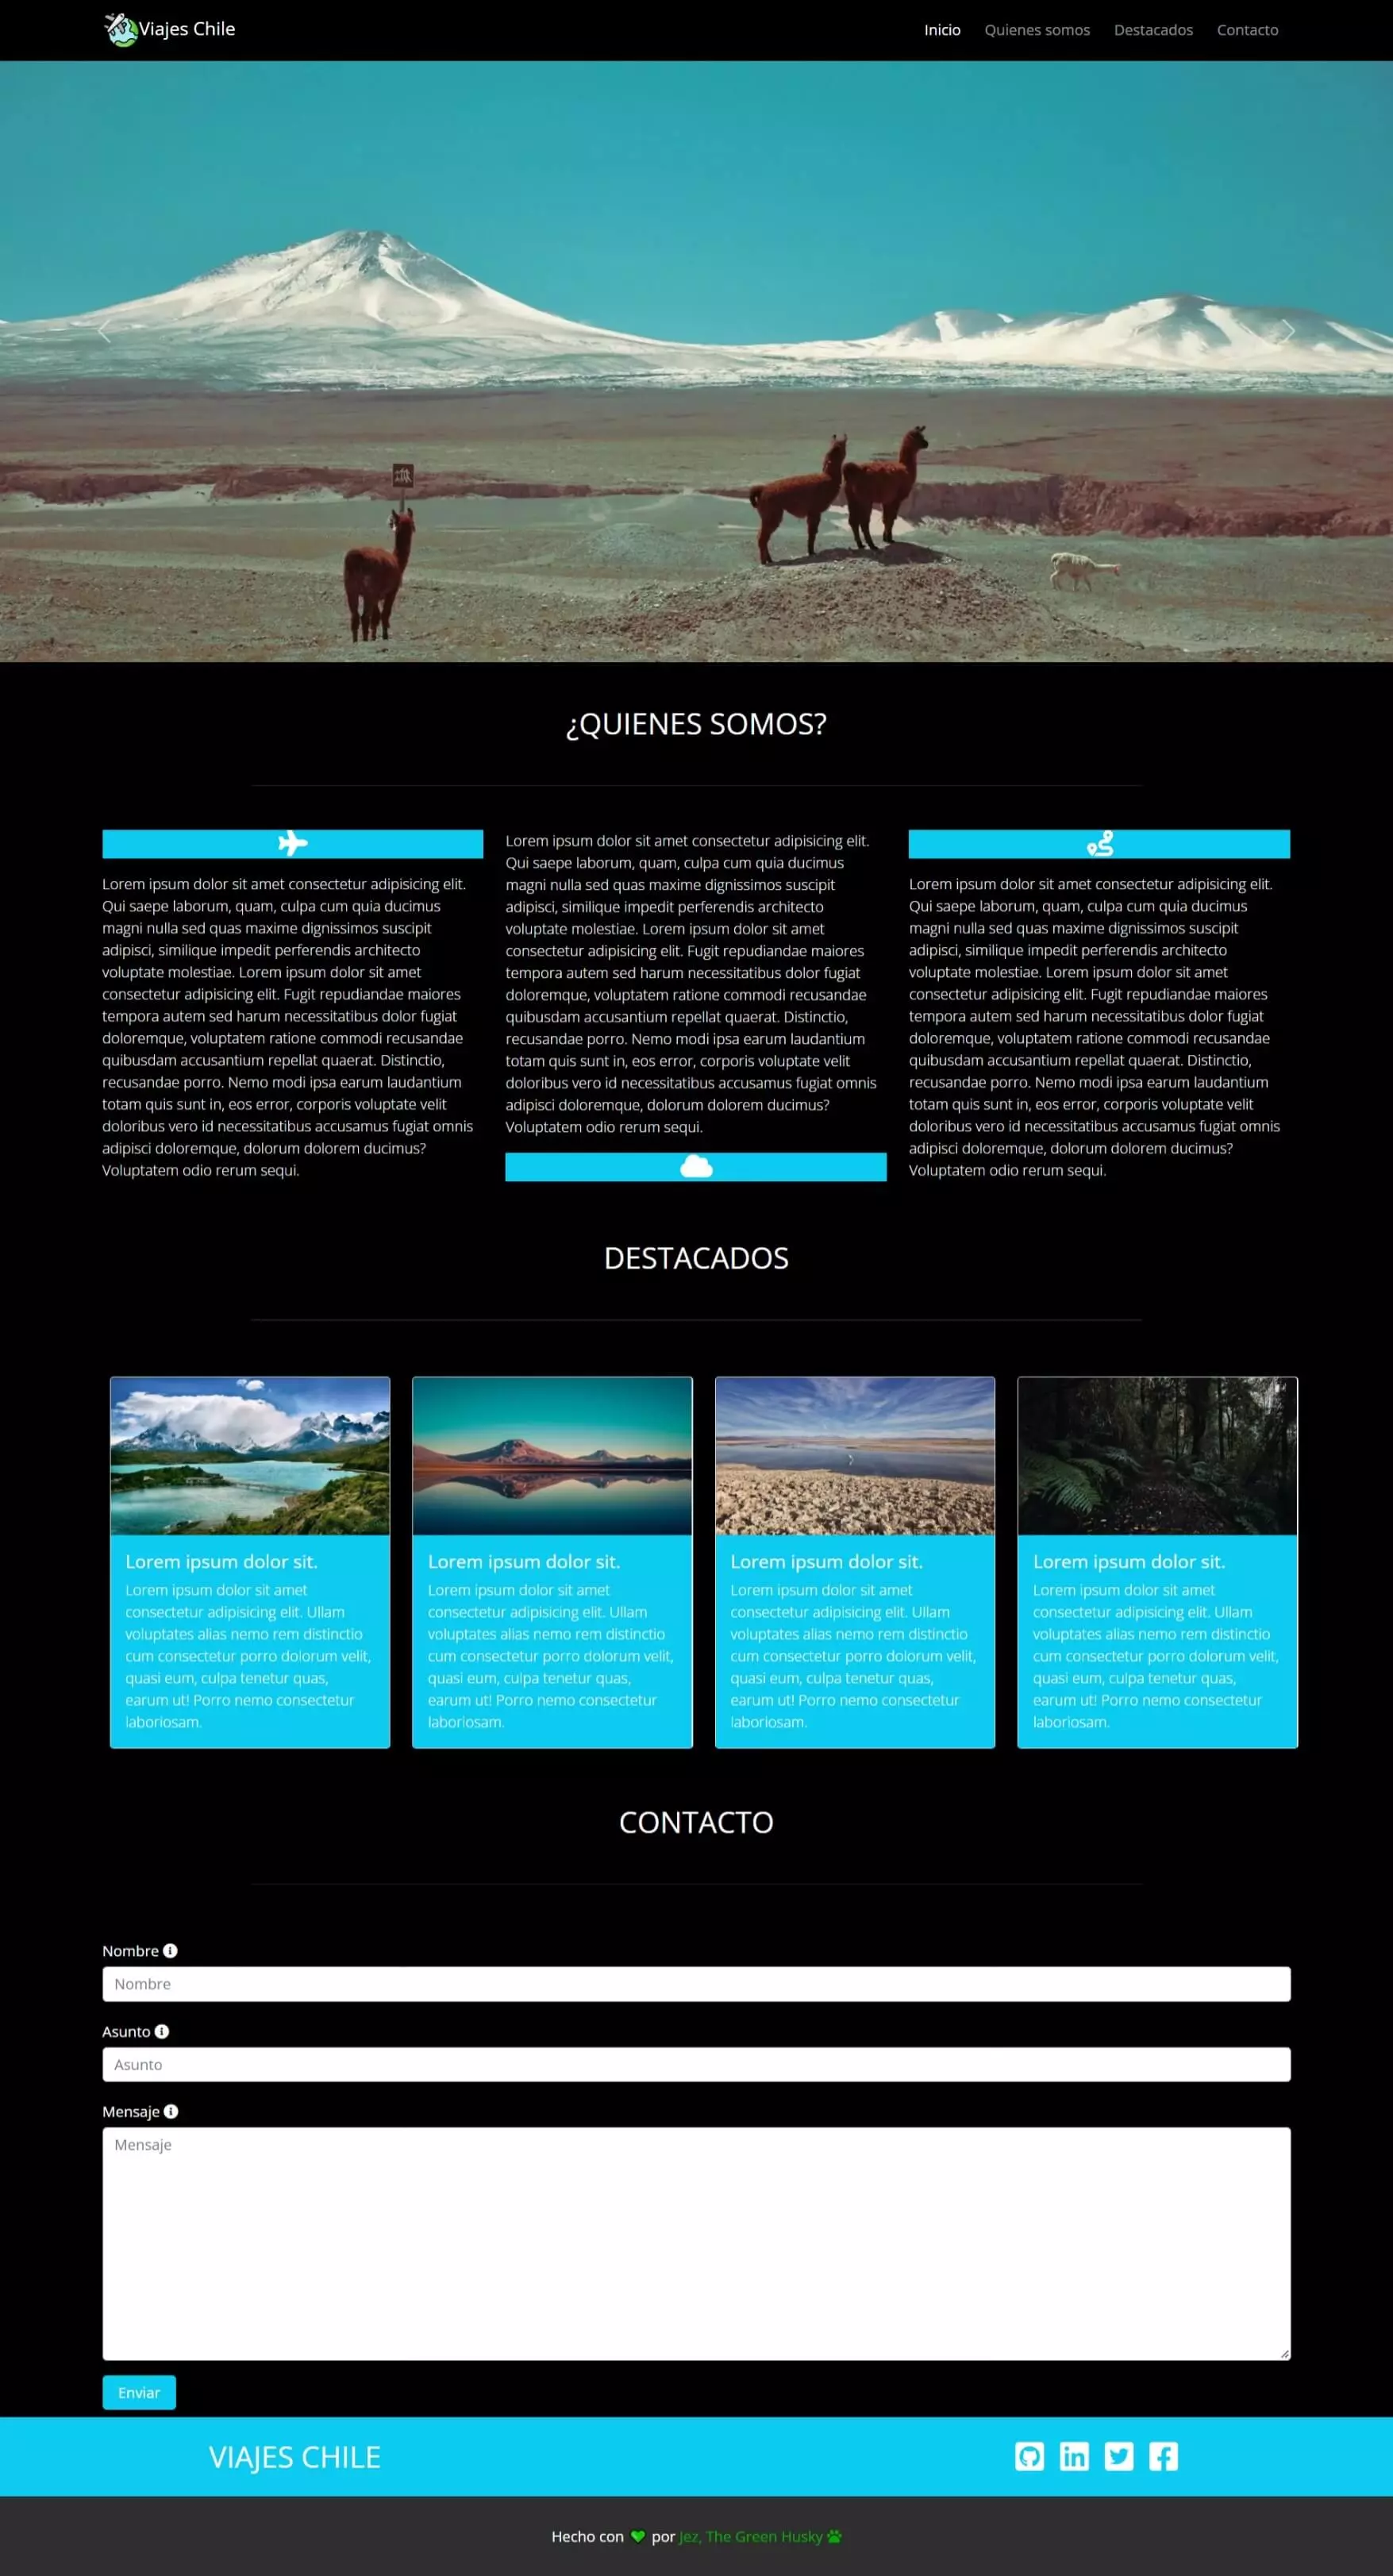 Viajes Chile
Inicio Quienes somos Destacados Contacto
¿QUIENES SOMOS?
Lorem ipsum dolor sit amet consectetur adipisicing elit.
Qui saepe laborum, quam, culpa cum quia ducimus
magni nulla sed quas maxime dignissimos suscipit
adipisci, similique impedit perferendis architecto
voluptate molestiae. Lorem ipsum dolor sit amet
consectetur adipisicing elit. Fugit repudiandae maiores
tempora autem sed harum necessitatibus dolor fugiat
doloremque, voluptatem ratione commodi recusandae
quibusdam accusantium repellat quaerat. Distinctio,
recusandae porro. Nemo modi ipsa earum laudantium
totam quis sunt in, eos error, corporis voluptate velit
doloribus vero id necessitatibus accusamus fugiat omnis
adipisci doloremque, dolorum dolorem ducimus?
Voluptatem odio rerum sequi.
Lorem ipsum dolor sit amet consectetur adipisicing elit.
Qui saepe laborum, quam, culpa cum quia ducimus
magni nulla sed quas maxime dignissimos suscipit
adipisci, similique impedit perferendis architecto
voluptate molestiae. Lorem ipsum dolor sit amet
consectetur adipisicing elit. Fugit repudiandae maiores
tempora autem sed harum necessitatibus dolor fugiat
doloremque, voluptatem ratione commodi recusandae
quibusdam accusantium repellat quaerat. Distinctio,
recusandae porro. Nemo modi ipsa earum laudantium
totam quis sunt in, eos error, corporis voluptate velit
doloribus vero id necessitatibus accusamus fugiat omnis
adipisci doloremque, dolorum dolorem ducimus?
Voluptatem odio rerum sequi.
Lorem ipsum dolor sit amet consectetur adipisicing elit.
Qui saepe laborum, quam, culpa cum quia ducimus
magni nulla sed quas maxime dignissimos suscipit
adipisci, similique impedit perferendis architecto
voluptate molestiae. Lorem ipsum dolor sit amet
consectetur adipisicing elit. Fugit repudiandae maiores
tempora autem sed harum necessitatibus dolor fugiat
doloremque, voluptatem ratione commodi recusandae
quibusdam accusantium repellat quaerat. Distinctio,
recusandae porro. Nemo modi ipsa earum laudantium
totam quis sunt in, eos error, corporis voluptate velit
doloribus vero id necessitatibus accusamus fugiat omnis
adipisci doloremque, dolorum dolorem ducimus?
Voluptatem odio rerum sequi.
DESTACADOS
Lorem ipsum dolor sit.
Lorem ipsum dolor sit amet
consectetur adipisicing elit. Ullam
voluptates alias nemo rem distinctio
cum consectetur porro dolorum velit,
quasi eum, culpa tenetur quas,
earum ut! Porro nemo consectetur
laboriosam.
Lorem ipsum dolor sit.
Lorem ipsum dolor sit amet
consectetur adipisicing elit. Ullam
voluptates alias nemo rem distinctio
cum consectetur porro dolorum velit,
quasi eum, culpa tenetur quas,
earum ut! Porro nemo consectetur
laboriosam.
Lorem ipsum dolor sit.
Lorem ipsum dolor sit amet
consectetur adipisicing elit. Ullam
voluptates alias nemo rem distinctio
cum consectetur porro dolorum velit,
quasi eum, culpa tenetur quas,
earum ut! Porro nemo consectetur
laboriosam.
Lorem ipsum dolor sit.
Lorem ipsum dolor sit amet
consectetur adipisicing elit. Ullam
voluptates alias nemo rem distinctio
cum consectetur porro dolorum velit,
quasi eum, culpa tenetur quas,
earum ut! Porro nemo consectetur
laboriosam.
CONTACTO
Nombre
Nombre
Asunto
Asunto
Mensaje
Mensaje
Enviar
VIAJES CHILE
Hecho con por Jez, The Green Husky